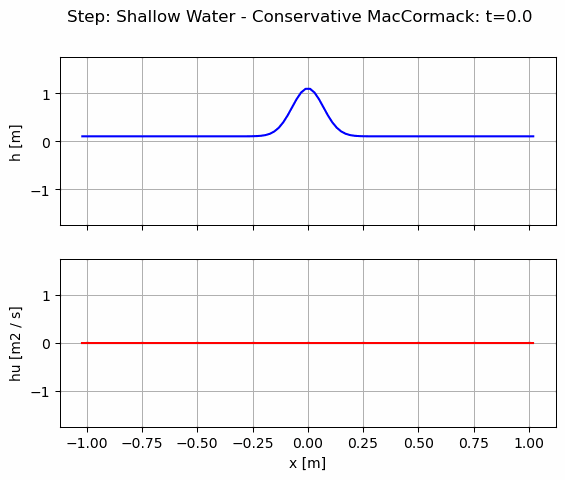 Step: Shallow Water - Conservative MacCormack: t=0.0
h [m]
1
0
−1
hu [m2 / s]
1
0
−1
−1.00 −0.75 −0.50 −0.25 0.00 0.25 0.50 0.75 1.00
x [m]